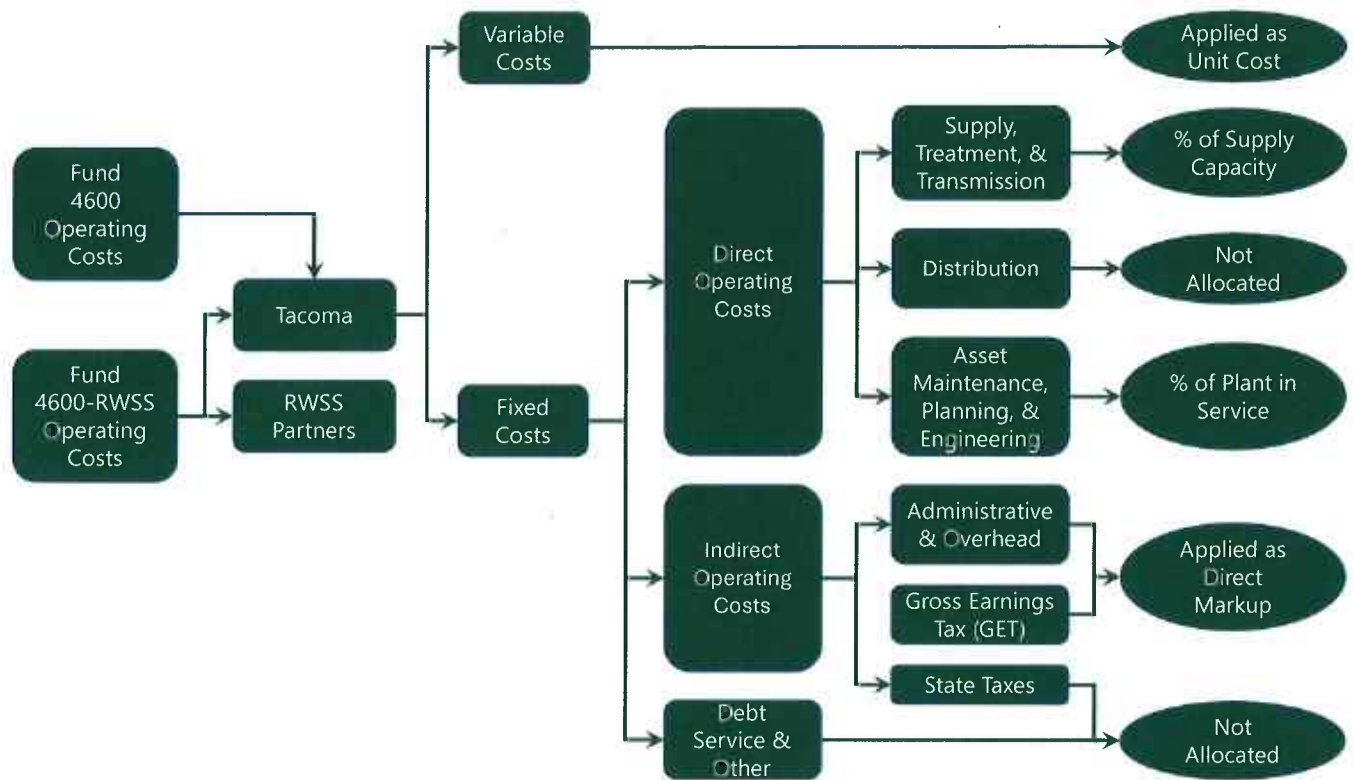 Variable
Costs
Applied as
Unit Cost
Fund
4600
Operating
Costs
Supply,
Treatment, &
Transmission
% of Supply
Capacity
Direct
Operating
Costs
Distribution
Not
Allocated
Tacoma
Fund
4600-RWSS
Operating
Costs
RWSS
Partners
Fixed
Costs
Asset
Maintenance,
Planning, &
Engineering
% of Plant in
Service
Indirect
Operating
Costs
Administrative
& Overhead
Gross Earnings
Tax (GET)
Applied as
Direct
Markup
State Taxes
Debt
Service &
Other
Not
Allocated